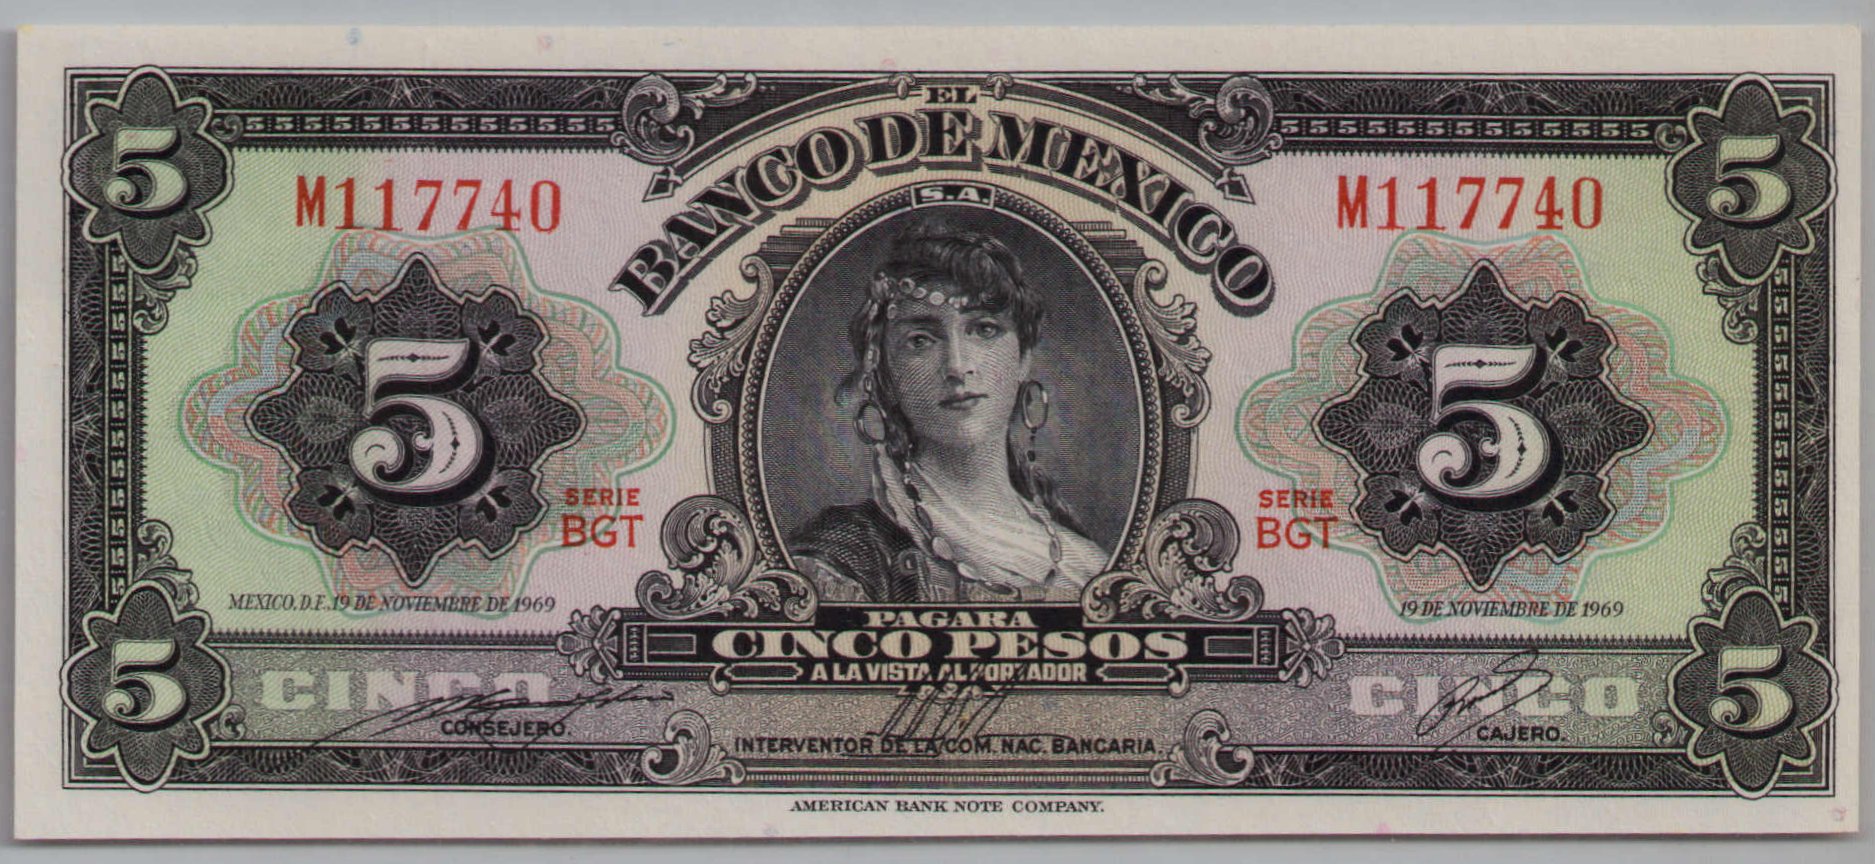 EL
BANCO DE MEXICO
S.A.
5 5
5555555555555555 5555555555555555
M117740 M117740
5 5
SERIE SERIE
BGT BGT
MEXICO, D.F. 19 DE NOVIEMBRE DE 1969 19 DE NOVIEMBRE DE 1969
PAGARA
CINCO PESOS
A LA VISTA AL PORTADOR
5 CINCO CINCO 5
CONSEJERO. CAJERO.
INTERVENTOR DE LA COM. NAC. BANCARIA.
AMERICAN BANK NOTE COMPANY.